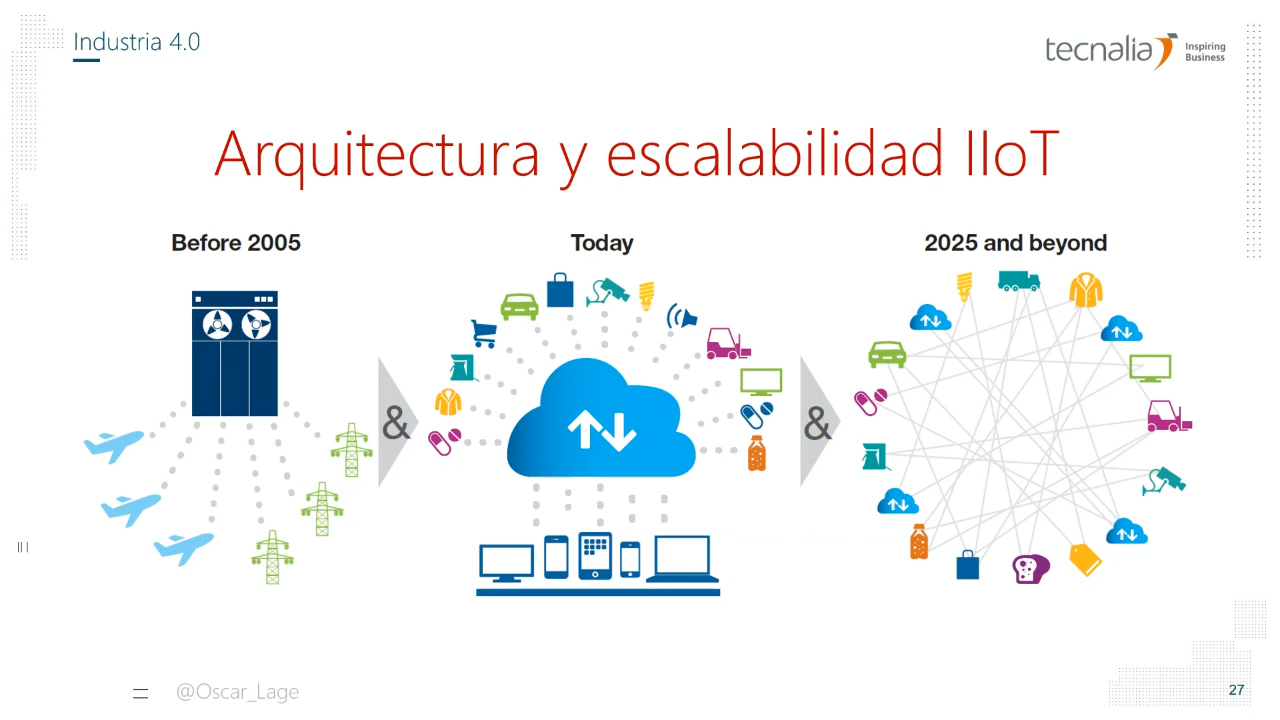 Industria 4.0
tecnalia Inspiring
Business
Arquitectura y escalabilidad IIoT
Before 2005
Today
2025 and beyond
&
&
@Oscar_Lage
27